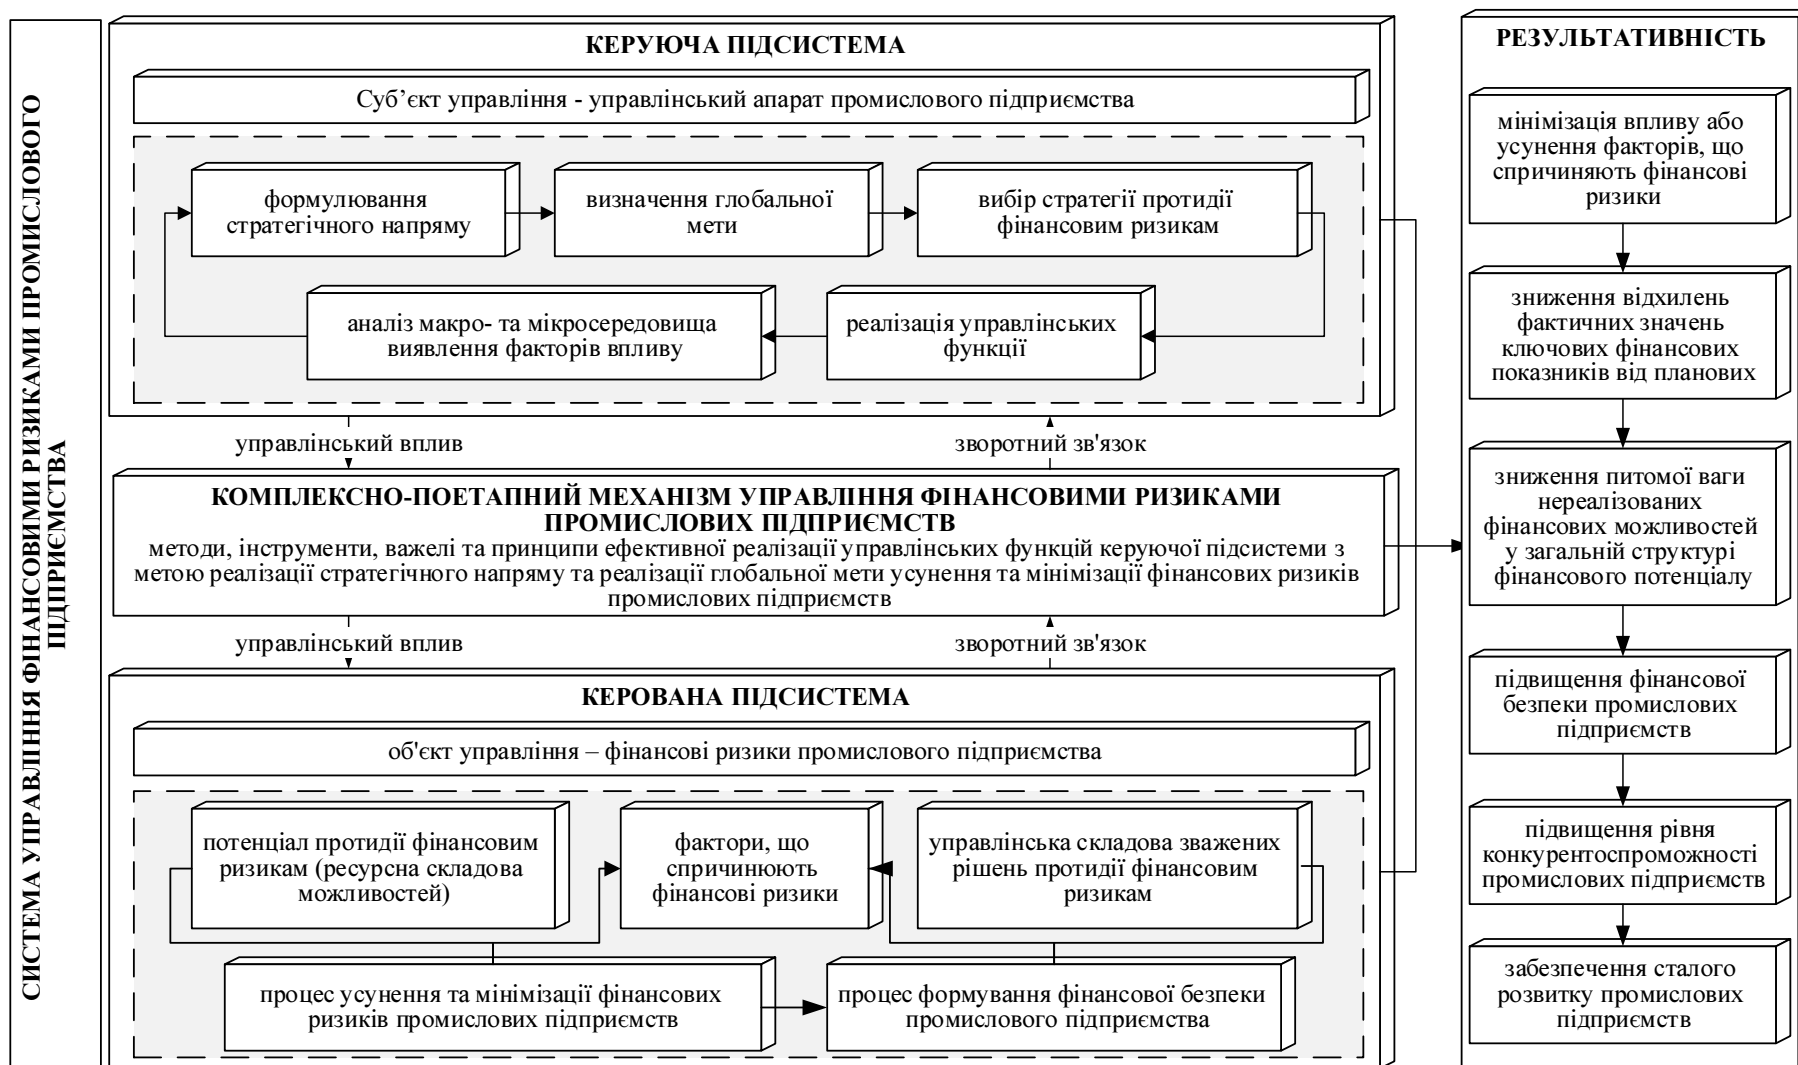 СИСТЕМА УПРАВЛІННЯ ФІНАНСОВИМИ РИЗИКАМИ ПРОМИСЛОВОГО
ПІДПРИЄМСТВА
КЕРУЮЧА ПІДСИСТЕМА
Суб’єкт управління - управлінський апарат промислового підприємства
формулювання
стратегічного напряму
визначення глобальної
мети
вибір стратегії протидії
фінансовим ризикам
аналіз макро- та мікросередовища
виявлення факторів впливу
реалізація управлінських
функції
управлінський вплив
зворотний зв'язок
КОМПЛЕКСНО-ПОЕТАПНИЙ МЕХАНІЗМ УПРАВЛІННЯ ФІНАНСОВИМИ РИЗИКАМИ
ПРОМИСЛОВИХ ПІДПРИЄМСТВ
методи, інструменти, важелі та принципи ефективної реалізації управлінських функцій керуючої підсистеми з
метою реалізації стратегічного напряму та реалізації глобальної мети усунення та мінімізації фінансових ризиків
промислових підприємств
управлінський вплив
зворотний зв'язок
КЕРОВАНА ПІДСИСТЕМА
об'єкт управління – фінансові ризики промислового підприємства
потенціал протидії фінансовим
ризикам (ресурсна складова
можливостей)
фактори, що
спричинюють
фінансові ризики
управлінська складова зважених
рішень протидії фінансовим
ризикам
процес усунення та мінімізації фінансових
ризиків промислових підприємств
процес формування фінансової безпеки
промислового підприємства
РЕЗУЛЬТАТИВНІСТЬ
мінімізація впливу або
усунення факторів, що
спричиняють фінансові
ризики
зниження відхилень
фактичних значень
ключових фінансових
показників від планових
зниження питомої ваги
нереалізованих
фінансових можливостей
у загальній структурі
фінансового потенціалу
підвищення фінансової
безпеки промислових
підприємств
підвищення рівня
конкурентоспроможності
промислових підприємств
забезпечення сталого
розвитку промислових
підприємств